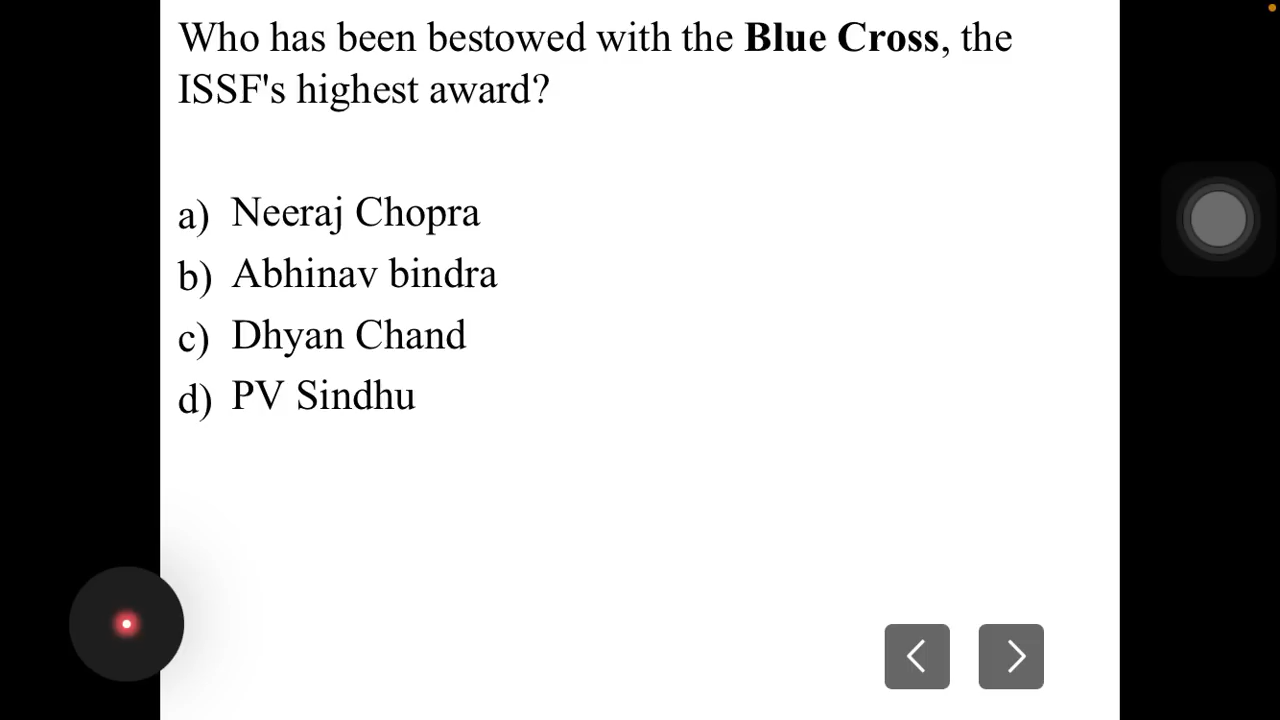 Who has been bestowed with the Blue Cross, the
ISSF's highest award?
a) Neeraj Chopra
b) Abhinav bindra
c) Dhyan Chand
d) PV Sindhu